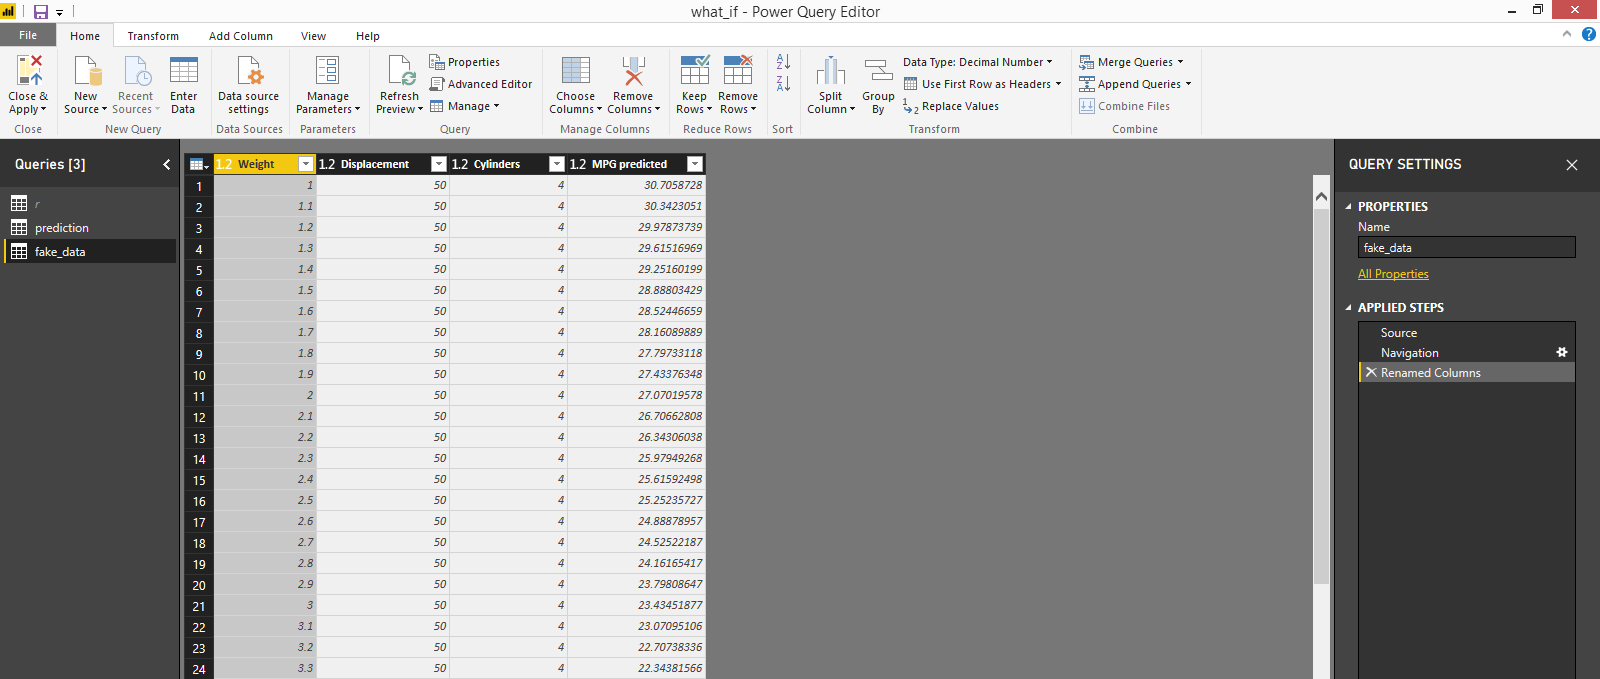 what_if - Power Query Editor
File Home Transform Add Column View Help
Close & Apply
New Source
Recent Sources
Enter Data
Data source settings
Manage Parameters
Refresh Preview
Properties
Advanced Editor
Manage
Choose Columns
Remove Columns
Keep Rows
Remove Rows
A Z
Z A
Split Column
Group By
Data Type: Decimal Number
Use First Row as Headers
1 2 Replace Values
Merge Queries
Append Queries
Combine Files
Close New Query Data Sources Parameters Query Manage Columns Reduce Rows Sort Transform Combine
Queries [3]
r
prediction
fake_data
1.2 Weight 1.2 Displacement 1.2 Cylinders 1.2 MPG predicted
1 1 50 4 30.7058728
2 1.1 50 4 30.3423051
3 1.2 50 4 29.97873739
4 1.3 50 4 29.61516969
5 1.4 50 4 29.25160199
6 1.5 50 4 28.88803429
7 1.6 50 4 28.52446659
8 1.7 50 4 28.16089889
9 1.8 50 4 27.79733118
10 1.9 50 4 27.43376348
11 2 50 4 27.07019578
12 2.1 50 4 26.70662808
13 2.2 50 4 26.34306038
14 2.3 50 4 25.97949268
15 2.4 50 4 25.61592498
16 2.5 50 4 25.25235727
17 2.6 50 4 24.88878957
18 2.7 50 4 24.52522187
19 2.8 50 4 24.16165417
20 2.9 50 4 23.79808647
21 3 50 4 23.43451877
22 3.1 50 4 23.07095106
23 3.2 50 4 22.70738336
24 3.3 50 4 22.34381566
QUERY SETTINGS
PROPERTIES
Name
fake_data
All Properties
APPLIED STEPS
Source
Navigation
Renamed Columns